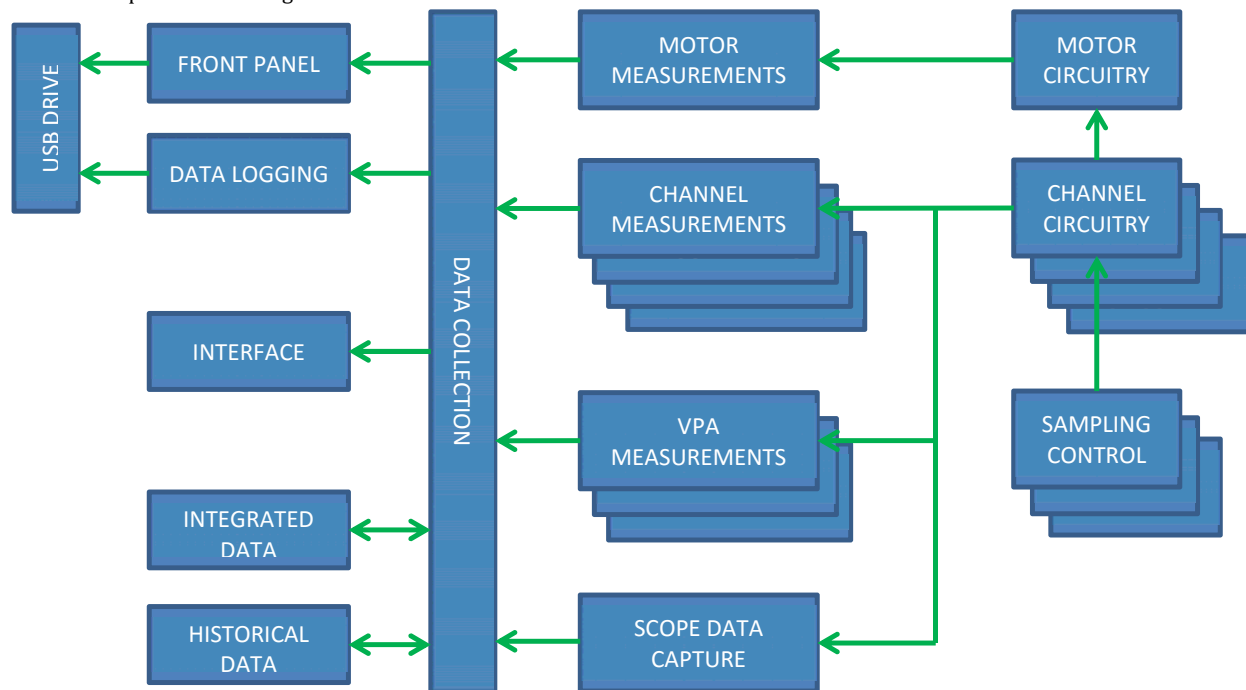 USB DRIVE
FRONT PANEL
DATA LOGGING
INTERFACE
INTEGRATED
DATA
HISTORICAL
DATA
DATA COLLECTION
MOTOR
MEASUREMENTS
CHANNEL
MEASUREMENTS
VPA
MEASUREMENTS
SCOPE DATA
CAPTURE
MOTOR
CIRCUITRY
CHANNEL
CIRCUITRY
SAMPLING
CONTROL